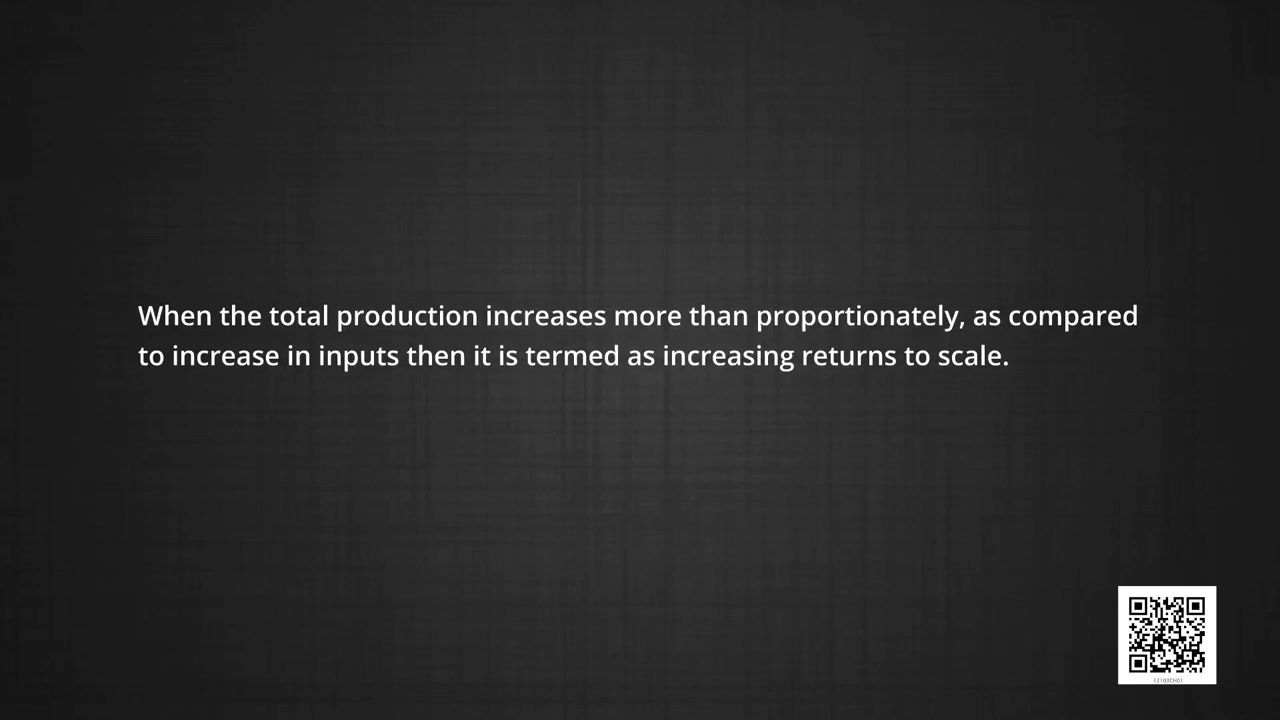 When the total production increases more than proportionately, as compared
to increase in inputs then it is termed as increasing returns to scale.
12103CH01